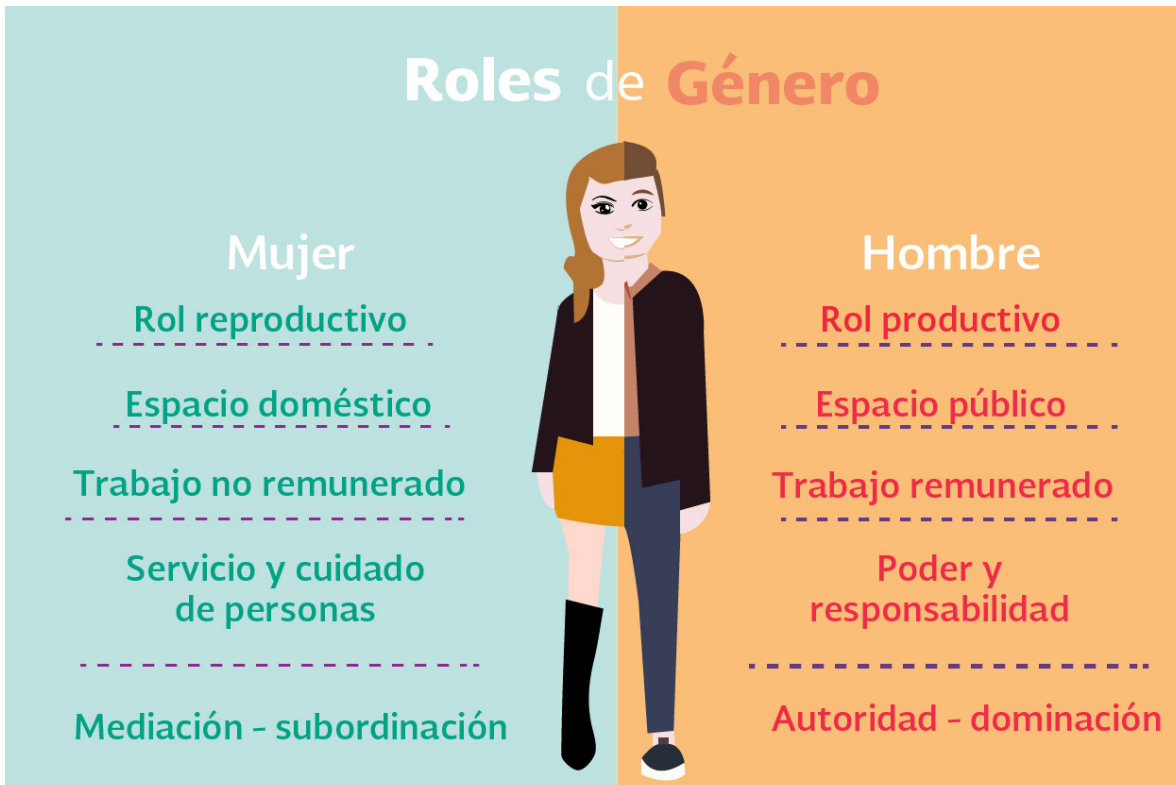 Roles de Género
Mujer
Rol reproductivo
Espacio doméstico
Trabajo no remunerado
Servicio y cuidado
de personas
Mediación - subordinación
Hombre
Rol productivo
Espacio público
Trabajo remunerado
Poder y
responsabilidad
Autoridad - dominación